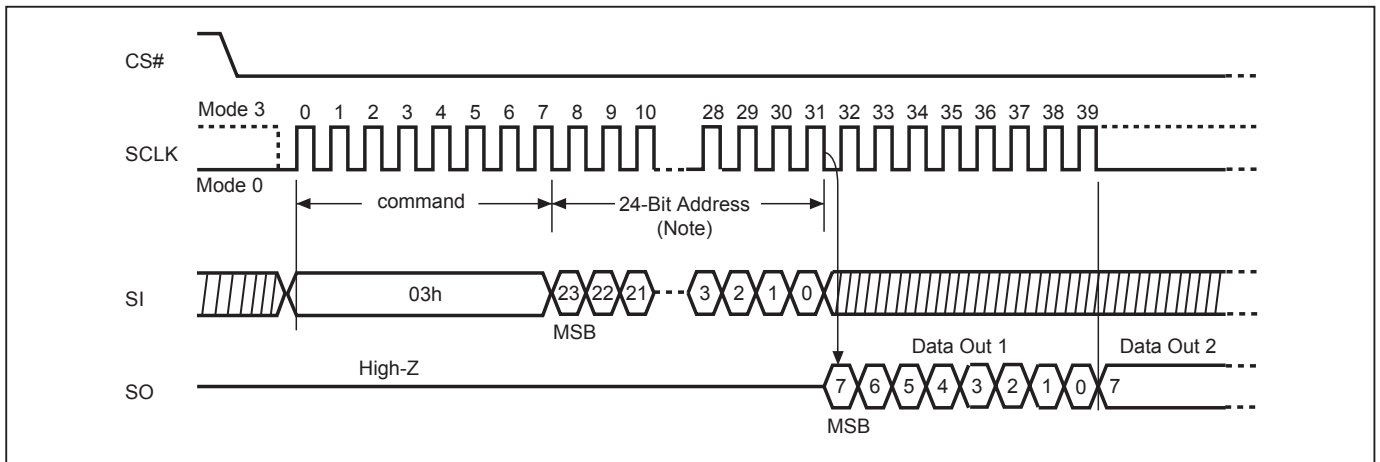 CS#
Mode 3
0 1 2 3 4 5 6 7 8 9 10 28 29 30 31 32 33 34 35 36 37 38 39
SCLK
Mode 0
command
24-Bit Address
(Note)
SI
03h
23 22 21 3 2 1 0
MSB
Data Out 1
Data Out 2
High-Z
SO
7 6 5 4 3 2 1 0 7
MSB